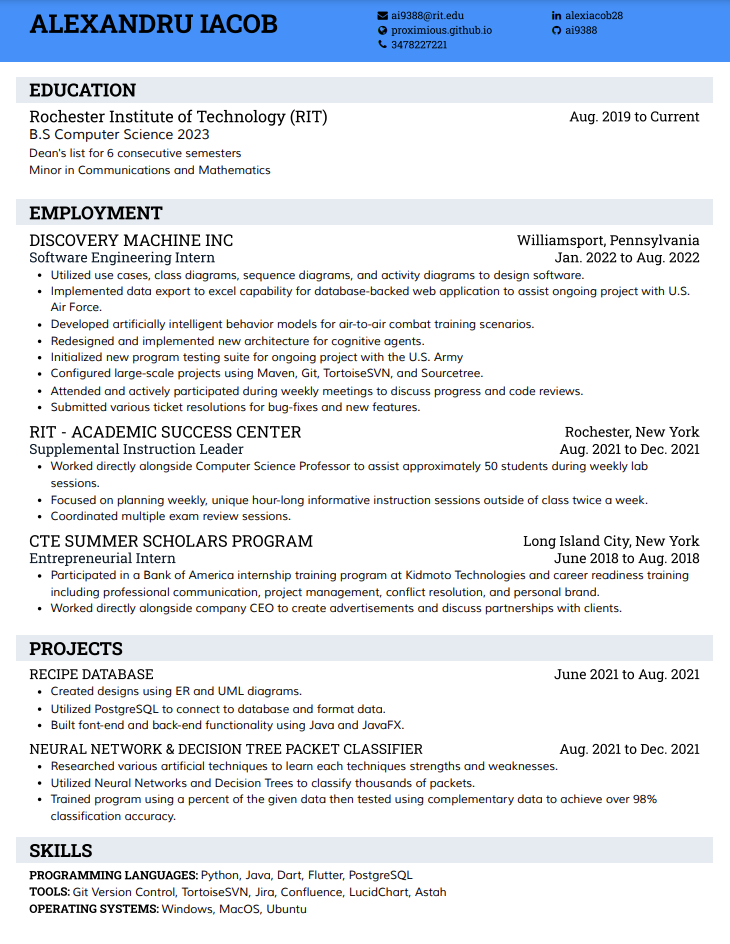 ALEXANDRU IACOB
ai9388@rit.edu
alexiacob28
proximious.github.io
ai9388
3478227221
EDUCATION
Rochester Institute of Technology (RIT) Aug. 2019 to Current
B.S Computer Science 2023
Dean's list for 6 consecutive semesters
Minor in Communications and Mathematics
EMPLOYMENT
DISCOVERY MACHINE INC Williamsport, Pennsylvania
Software Engineering Intern Jan. 2022 to Aug. 2022
• Utilized use cases, class diagrams, sequence diagrams, and activity diagrams to design software.
• Implemented data export to excel capability for database-backed web application to assist ongoing project with U.S.
Air Force.
• Developed artificially intelligent behavior models for air-to-air combat training scenarios.
• Redesigned and implemented new architecture for cognitive agents.
• Initialized new program testing suite for ongoing project with the U.S. Army
• Configured large-scale projects using Maven, Git, TortoiseSVN, and Sourcetree.
• Attended and actively participated during weekly meetings to discuss progress and code reviews.
• Submitted various ticket resolutions for bug-fixes and new features.
RIT - ACADEMIC SUCCESS CENTER Rochester, New York
Supplemental Instruction Leader Aug. 2021 to Dec. 2021
• Worked directly alongside Computer Science Professor to assist approximately 50 students during weekly lab
sessions.
• Focused on planning weekly, unique hour-long informative instruction sessions outside of class twice a week.
• Coordinated multiple exam review sessions.
CTE SUMMER SCHOLARS PROGRAM Long Island City, New York
Entrepreneurial Intern June 2018 to Aug. 2018
• Participated in a Bank of America internship training program at Kidmoto Technologies and career readiness training
including professional communication, project management, conflict resolution, and personal brand.
• Worked directly alongside company CEO to create advertisements and discuss partnerships with clients.
PROJECTS
RECIPE DATABASE June 2021 to Aug. 2021
• Created designs using ER and UML diagrams.
• Utilized PostgreSQL to connect to database and format data.
• Built font-end and back-end functionality using Java and JavaFX.
NEURAL NETWORK & DECISION TREE PACKET CLASSIFIER Aug. 2021 to Dec. 2021
• Researched various artificial techniques to learn each techniques strengths and weaknesses.
• Utilized Neural Networks and Decision Trees to classify thousands of packets.
• Trained program using a percent of the given data then tested using complementary data to achieve over 98%
classification accuracy.
SKILLS
PROGRAMMING LANGUAGES: Python, Java, Dart, Flutter, PostgreSQL
TOOLS: Git Version Control, TortoiseSVN, Jira, Confluence, LucidChart, Astah
OPERATING SYSTEMS: Windows, MacOS, Ubuntu